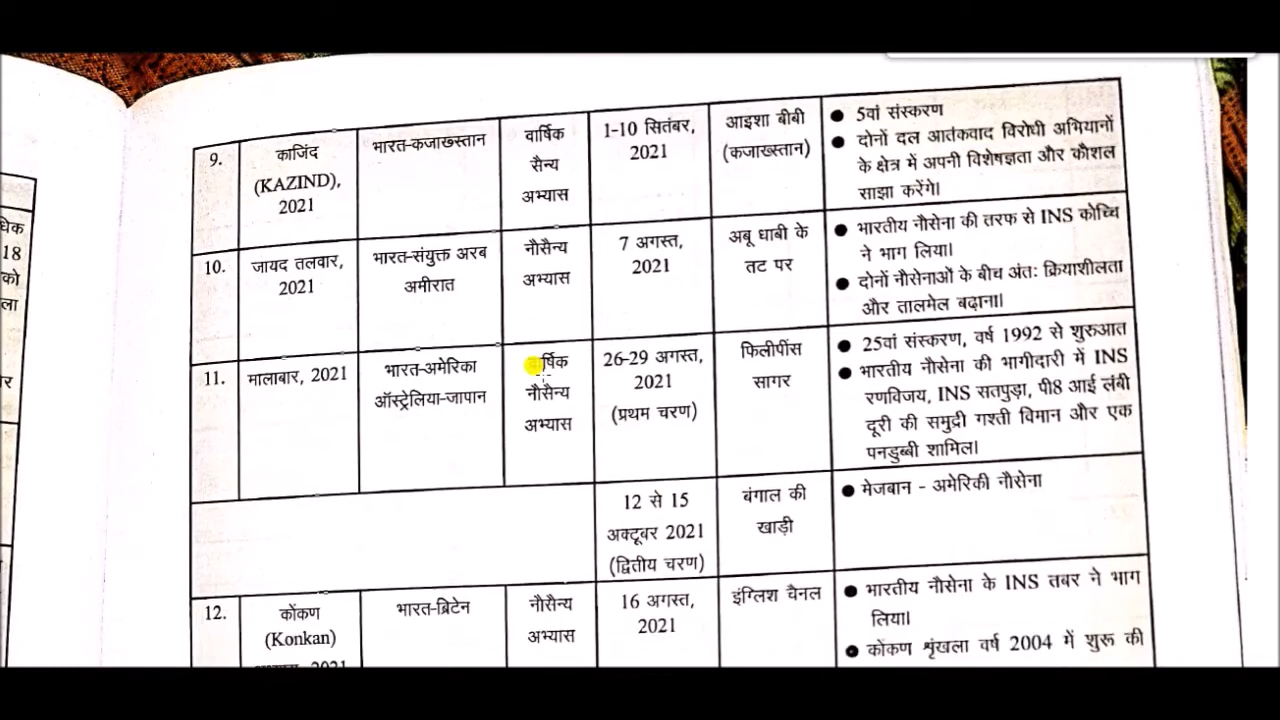 धिक
18
को
ला
9.
काजिंद
(KAZIND),
2021
भारत-कजाख्स्तान
वार्षिक
सैन्य
अभ्यास
1-10 सितंबर,
2021
आइशा बीबी
(कजाख्स्तान)
● 5वां संस्करण
● दोनों दल आतंकवाद विरोधी अभियानों
के क्षेत्र में अपनी विशेषज्ञता और कौशल
साझा करेंगे।
10.
जायद तलवार,
2021
भारत-संयुक्त अरब
अमीरात
नौसैन्य
अभ्यास
7 अगस्त,
2021
अबू धाबी के
तट पर
● भारतीय नौसेना की तरफ से INS कोच्चि
ने भाग लिया।
● दोनों नौसेनाओं के बीच अंतः क्रियाशीलता
और तालमेल बढ़ाना।
11.
मालाबार, 2021
भारत-अमेरिका
ऑस्ट्रेलिया-जापान
वार्षिक
नौसैन्य
अभ्यास
26-29 अगस्त,
2021
(प्रथम चरण)
फिलीपींस
सागर
● 25वां संस्करण, वर्ष 1992 से शुरुआत
● भारतीय नौसेना की भागीदारी में INS
रणविजय, INS सतपुड़ा, पी8 आई लंबी
दूरी की समुद्री गश्ती विमान और एक
पनडुब्बी शामिल।
12 से 15
अक्टूबर 2021
(द्वितीय चरण)
बंगाल की
खाड़ी
● मेजबान - अमेरिकी नौसेना
12.
कोंकण
(Konkan)
भारत-ब्रिटेन
नौसैन्य
अभ्यास
16 अगस्त,
2021
इंग्लिश चैनल
● भारतीय नौसेना के INS तबर ने भाग
लिया।
● कोंकण शृंखला वर्ष 2004 में शुरू की